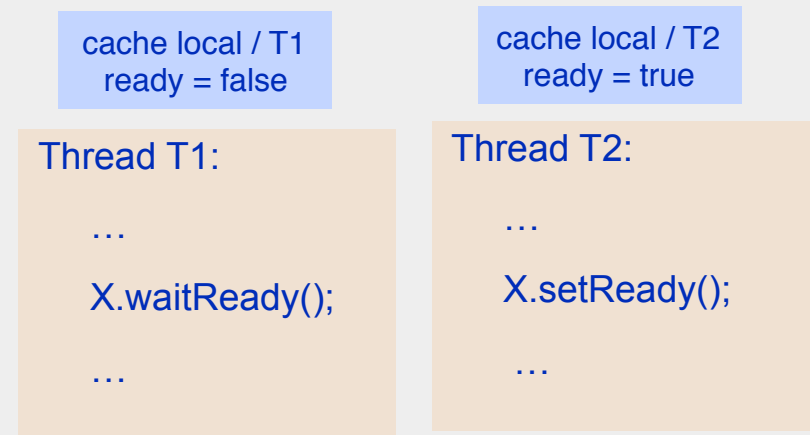 cache local / T1
ready = false
Thread T1:
…
X.waitReady();
…
cache local / T2
ready = true
Thread T2:
…
X.setReady();
…